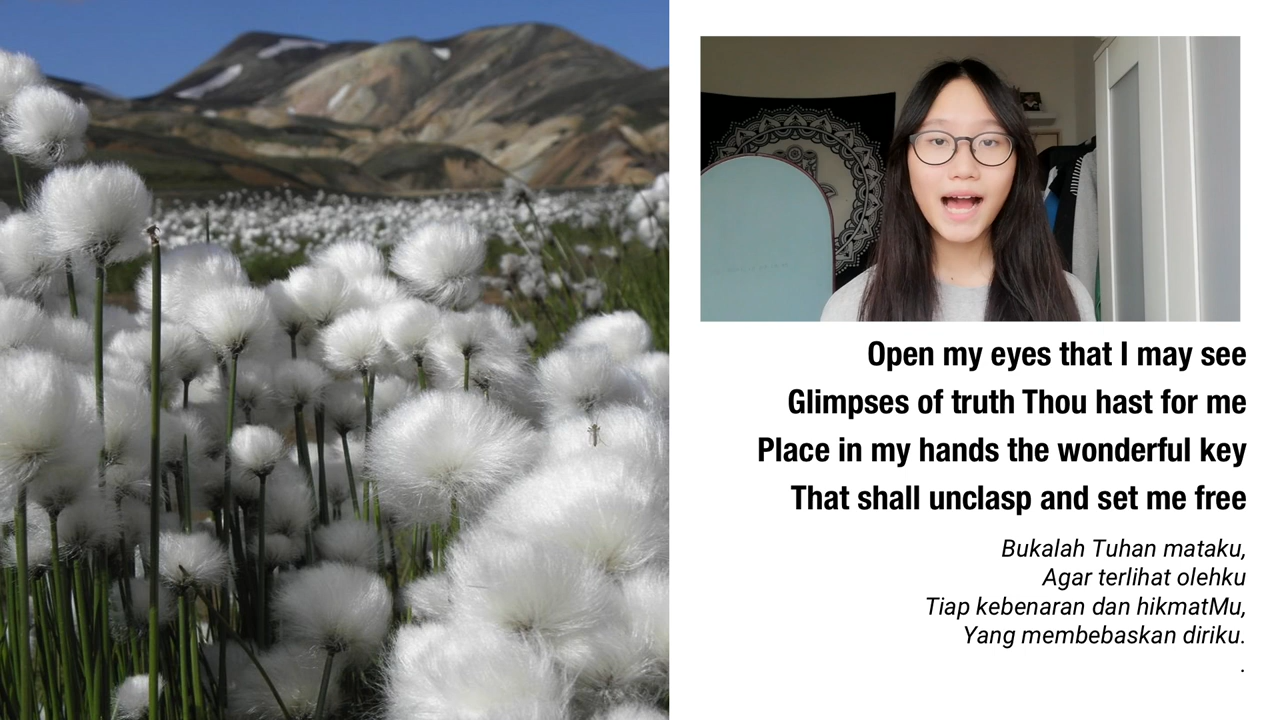 Open my eyes that I may see
Glimpses of truth Thou hast for me
Place in my hands the wonderful key
That shall unclasp and set me free
Bukalah Tuhan mataku,
Agar terlihat olehku
Tiap kebenaran dan hikmatMu,
Yang membebaskan diriku.
.